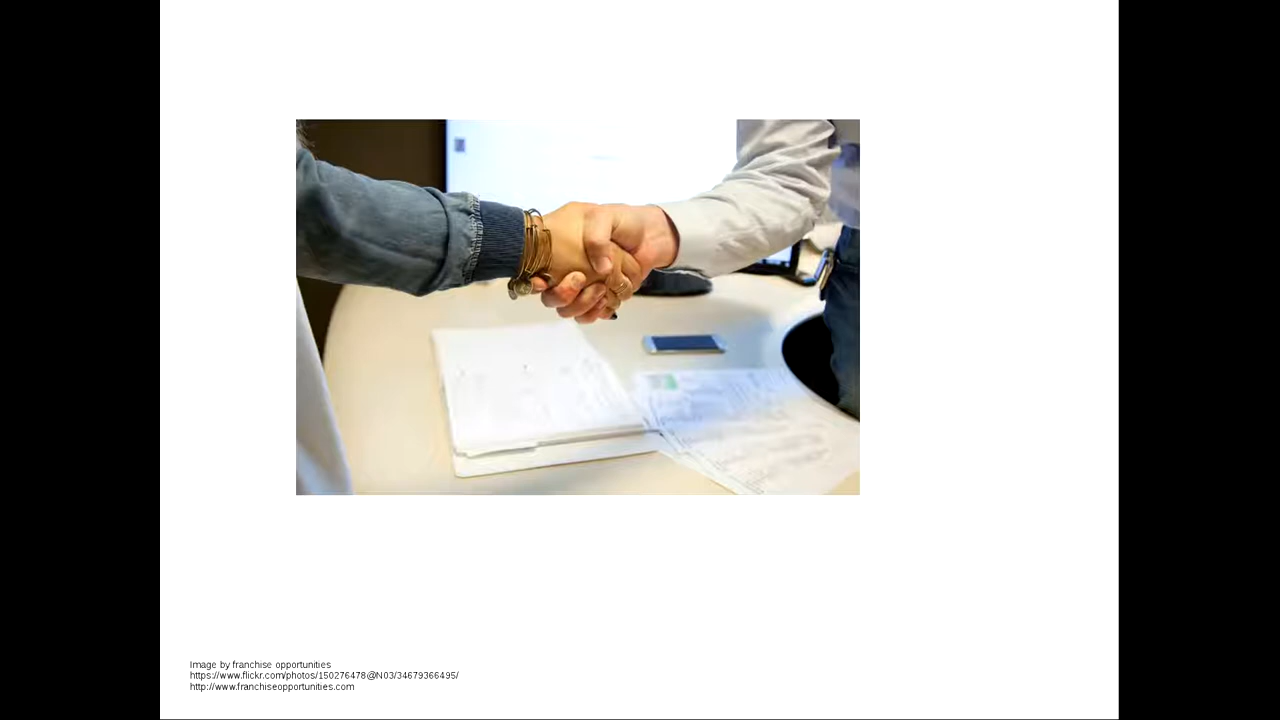 Image by franchise opportunities
https://www.flickr.com/photos/150276478@N03/34679366495/
http://www.franchiseopportunities.com